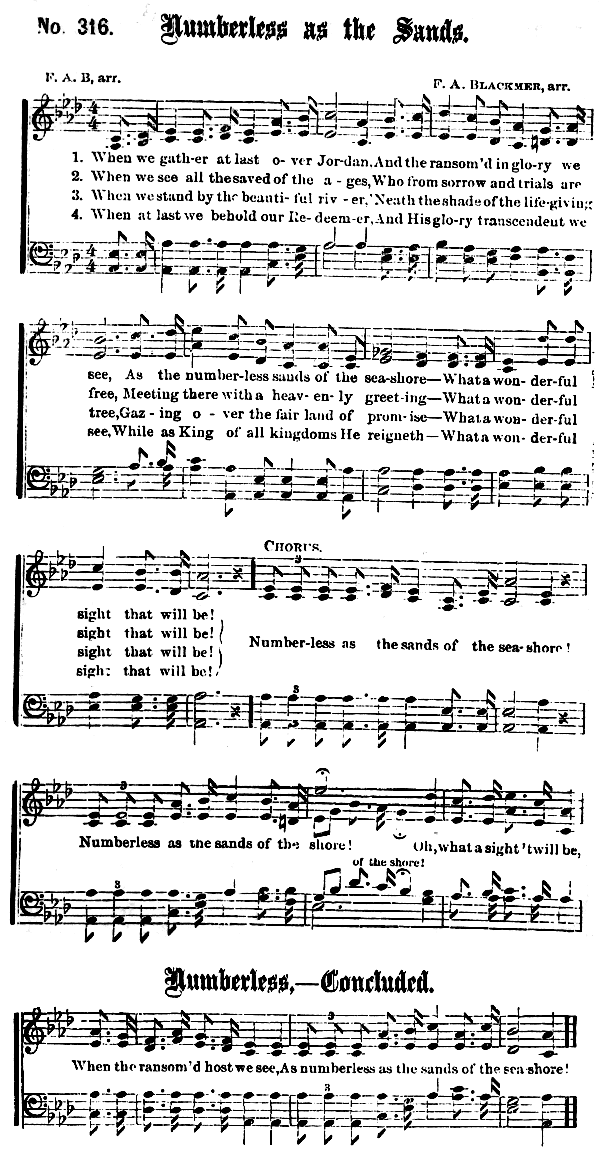 No. 316. Numberless as the Sands.
F. A. B, arr. F. A. BLACKMER, arr.
1. When we gath-er at last o-ver Jor-dan, And the ransom'd in glo-ry we
2. When we see all the saved of the a-ges, Who from sorrow and trials are
3. When we stand by the beauti-ful riv-er, 'Neath the shade of the life-giving
4. When at last we behold our Re-deem-er, And His glo-ry transcendent we
see, As the number-less sands of the sea-shore—What a won-derful
free, Meeting there with a heav-en-ly greet-ing—What a won-derful
tree, Gaz-ing o-ver the fair land of prom-ise—What a won-derful
see, While as King of all kingdoms He reigneth—What a won-derful
CHORUS.
sight that will be!
sight that will be!
sight that will be!
sight that will be!
Number-less as the sands of the sea-shore!
Numberless as the sands of the shore! Oh, what a sight 'twill be,
of the shore!
Numberless,—Concluded.
When the ransom'd host we see, As numberless as the sands of the sea-shore!